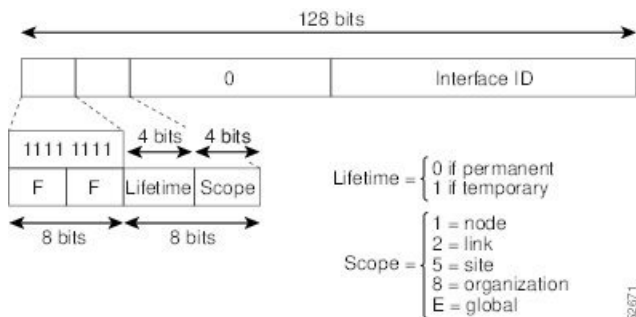 128 bits
0 Interface ID
4 bits 4 bits
1111 1111
F F Lifetime Scope
8 bits 8 bits
Lifetime = { 0 if permanent
1 if temporary
Scope = { 1 = node
2 = link
5 = site
8 = organization
E = global
52671